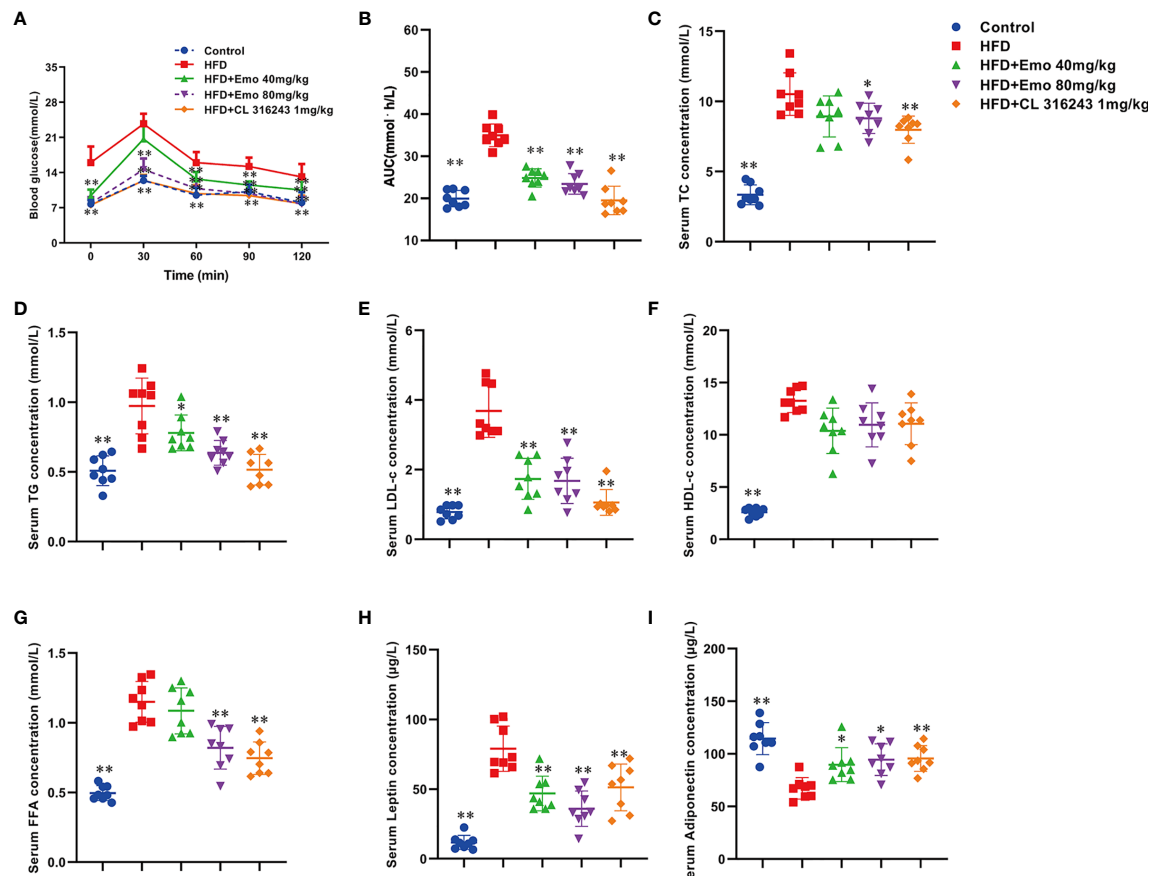 A
Control
HFD
HFD+Emo 40mg/kg
HFD+Emo 80mg/kg
HFD+CL 316243 1mg/kg
Blood glucose(mmol/L)
35
28
21
14
7
0
** ** ** ** **
** ** ** ** **
** ** ** ** **
0 30 60 90 120
Time (min)
B
AUC(mmol· h/L)
60
50
40
30
20
10
** ** ** **
C
Serum TC concentration (mmol/L)
15
10
5
0
** * **
Control
HFD
HFD+Emo 40mg/kg
HFD+Emo 80mg/kg
HFD+CL 316243 1mg/kg
D
Serum TG concentration (mmol/L)
1.5
1.0
0.5
0.0
** * ** **
E
Serum LDL-c concentration (mmol/L)
6
4
2
0
** ** ** **
F
Serum HDL-c concentration (mmol/L)
20
15
10
5
0
**
G
Serum FFA concentration (mmol/L)
1.5
1.0
0.5
0.0
** ** **
H
Serum Leptin concentration (µg/L)
150
100
50
0
** ** ** **
I
Serum Adiponectin concentration (µg/L)
200
150
100
50
0
** * * **